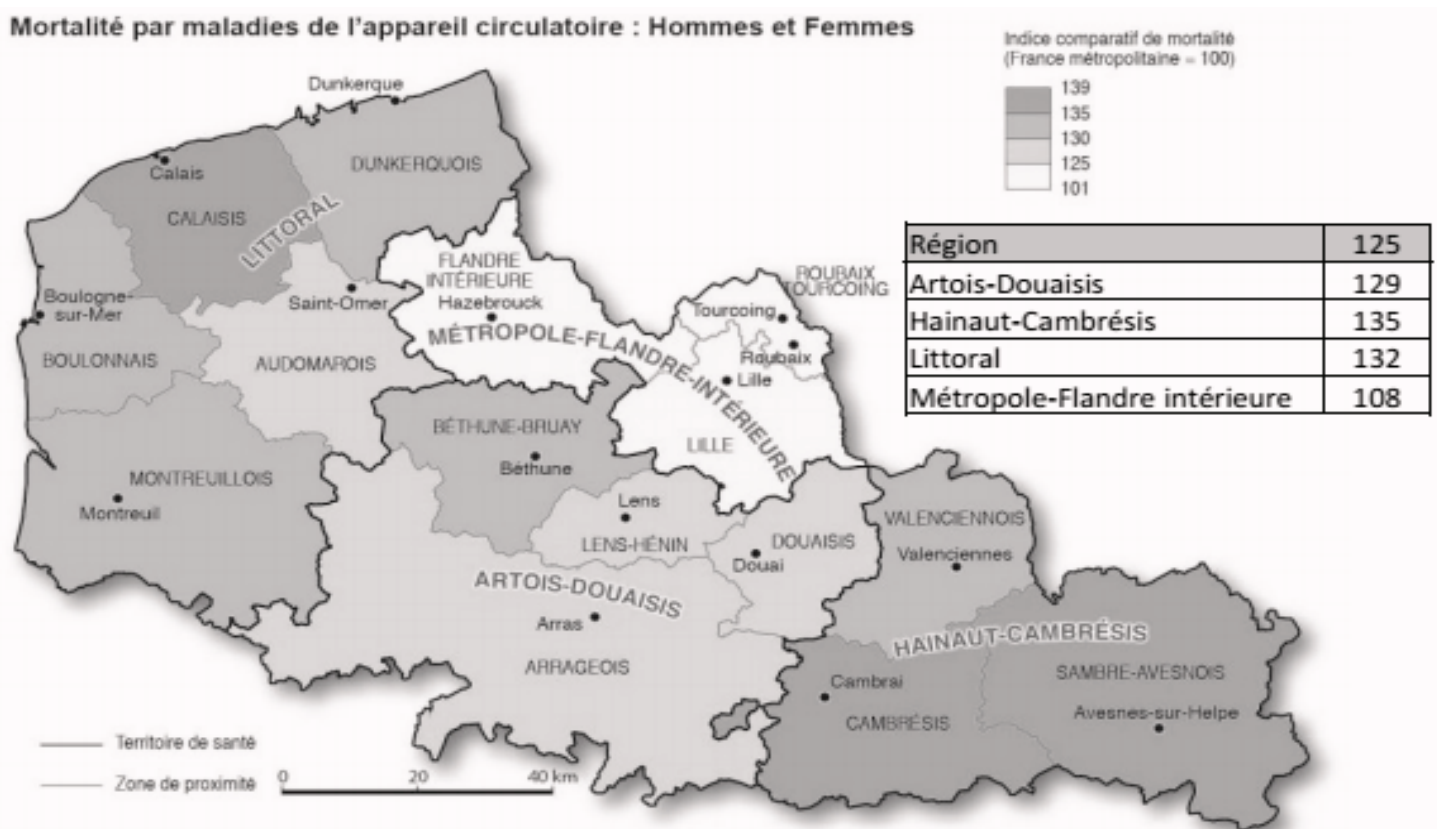 Mortalité par maladies de l'appareil circulatoire : Hommes et Femmes
Indice comparatif de mortalité
(France métropolitaine = 100)
139
135
130
125
101
Région 125
Artois-Douaisis 129
Hainaut-Cambrésis 135
Littoral 132
Métropole-Flandre intérieure 108
Dunkerque
DUNKERQUOIS
Calais
CALAISIS
LITTORAL
FLANDRE
INTÉRIEURE
Hazebrouck
ROUBAIX
TOURCOING
Tourcoing
Roubaix
Lille
LILLE
MÉTROPOLE-FLANDRE-INTÉRIEURE
Saint-Omer
AUDOMAROIS
Boulogne-
sur-Mer
BOULONNAIS
BÉTHUNE-BRUAY
Béthune
MONTREUILLOIS
Montreuil
Lens
LENS-HÉNIN
DOUAISIS
Douai
VALENCIENNOIS
Valenciennes
ARTOIS-DOUAISIS
Arras
ARRAGEOIS
HAINAUT-CAMBRÉSIS
Cambrai
CAMBRÉSIS
SAMBRE-AVESNOIS
Avesnes-sur-Helpe
Territoire de santé
Zone de proximité
0 20 40 km